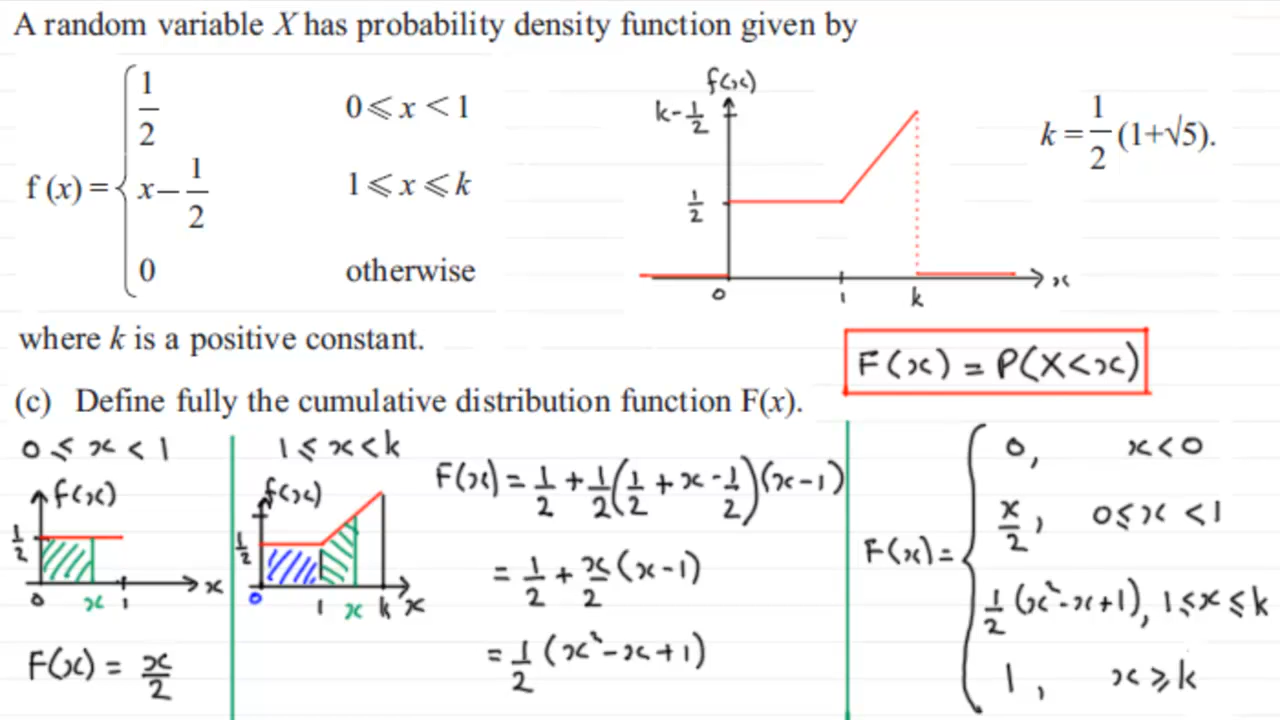 A random variable X has probability density function given by
f(x) = { 1/2    0 ⩽ x < 1
x − 1/2    1 ⩽ x ⩽ k
0    otherwise
f(x)
k - 1/2
1/2
0    1    k    x
k = 1/2 (1+√5).
where k is a positive constant.
F(x) = P(X < x)
(c) Define fully the cumulative distribution function F(x).
0 ⩽ x < 1
f(x)
1/2
0    x    1    x
F(x) = x/2
1 ⩽ x < k
f(x)
1/2
0    1    x    k    x
F(x) = 1/2 + 1/2 (1/2 + x - 1/2)(x - 1)
= 1/2 + x/2 (x - 1)
= 1/2 (x² - x + 1)
F(x) = { 0,    x < 0
x/2,    0 ⩽ x < 1
1/2 (x² - x + 1), 1 ⩽ x ⩽ k
1,    x ⩾ k